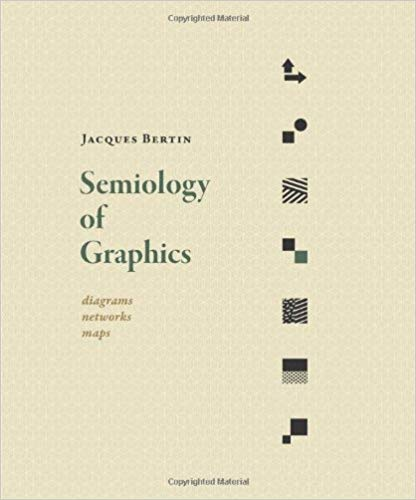 Copyrighted Material
Jacques Bertin
Semiology
of
Graphics
diagrams
networks
maps
Copyrighted Material